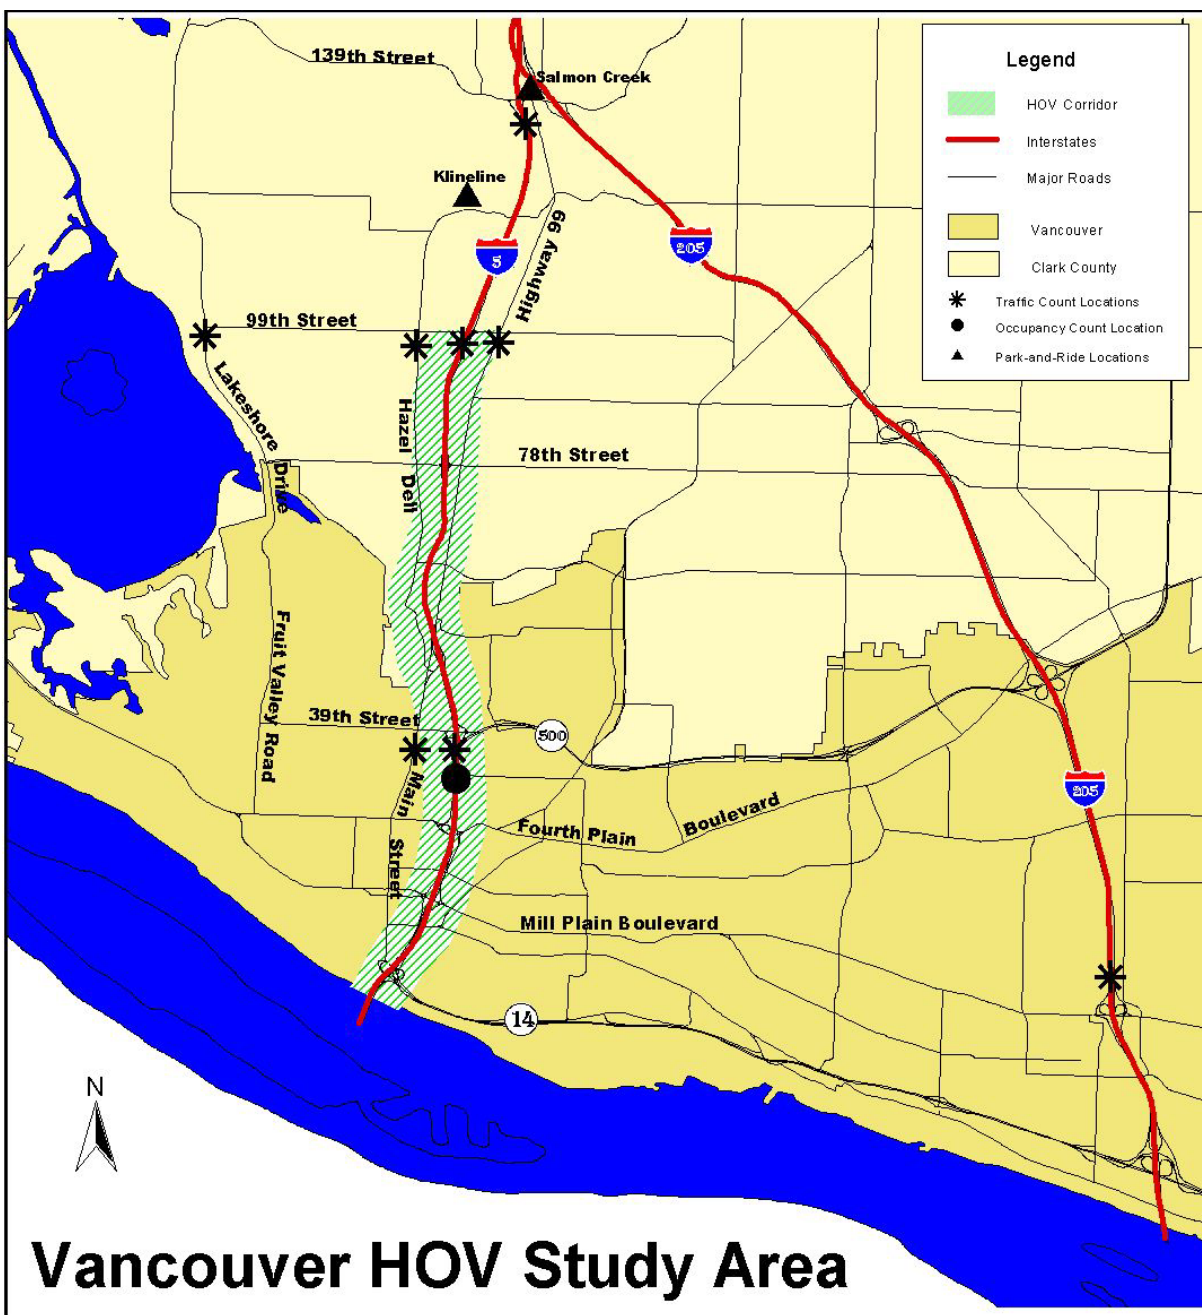 139th Street
Salmon Creek
Klineline
Highway 99
5
205
99th Street
Lakeshore Drive
Hazel Dell
78th Street
Fruit Valley Road
39th Street
500
Main Street
Fourth Plain Boulevard
205
Mill Plain Boulevard
14
N
Legend
HOV Corridor
Interstates
Major Roads
Vancouver
Clark County
Traffic Count Locations
Occupancy Count Location
Park-and-Ride Locations
Vancouver HOV Study Area